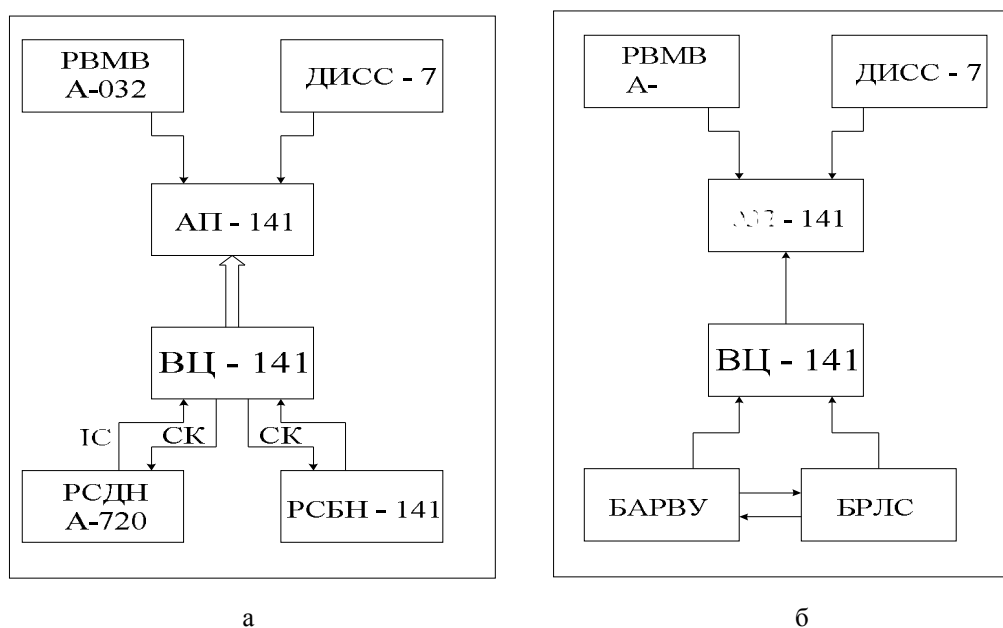 РВМВ
А-032
ДИСС - 7
АП - 141
ВЦ - 141
ІС
СК
СК
РСДН
А-720
РСБН - 141
а
РВМВ
А-
ДИСС - 7
- 141
ВЦ - 141
БАРВУ
БРЛС
б